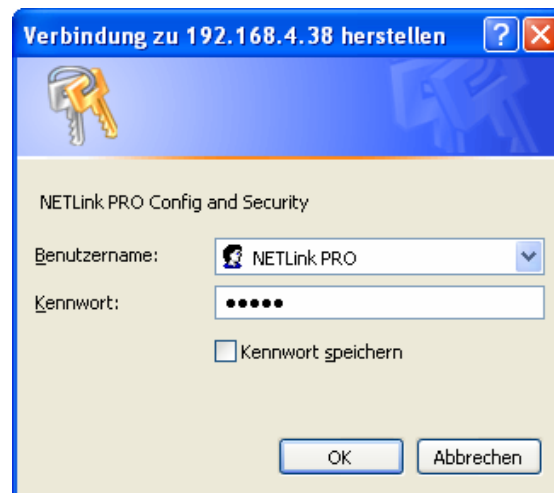 Verbindung zu 192.168.4.38 herstellen
NETLink PRO Config and Security
Benutzername:
NETLink PRO
Kennwort:
●●●●●
Kennwort speichern
OK
Abbrechen